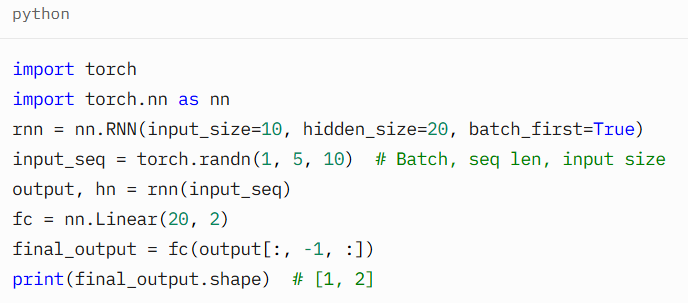 python
import torch
import torch.nn as nn
rnn = nn.RNN(input_size=10, hidden_size=20, batch_first=True)
input_seq = torch.randn(1, 5, 10)  # Batch, seq len, input size
output, hn = rnn(input_seq)
fc = nn.Linear(20, 2)
final_output = fc(output[:, -1, :])
print(final_output.shape)  # [1, 2]